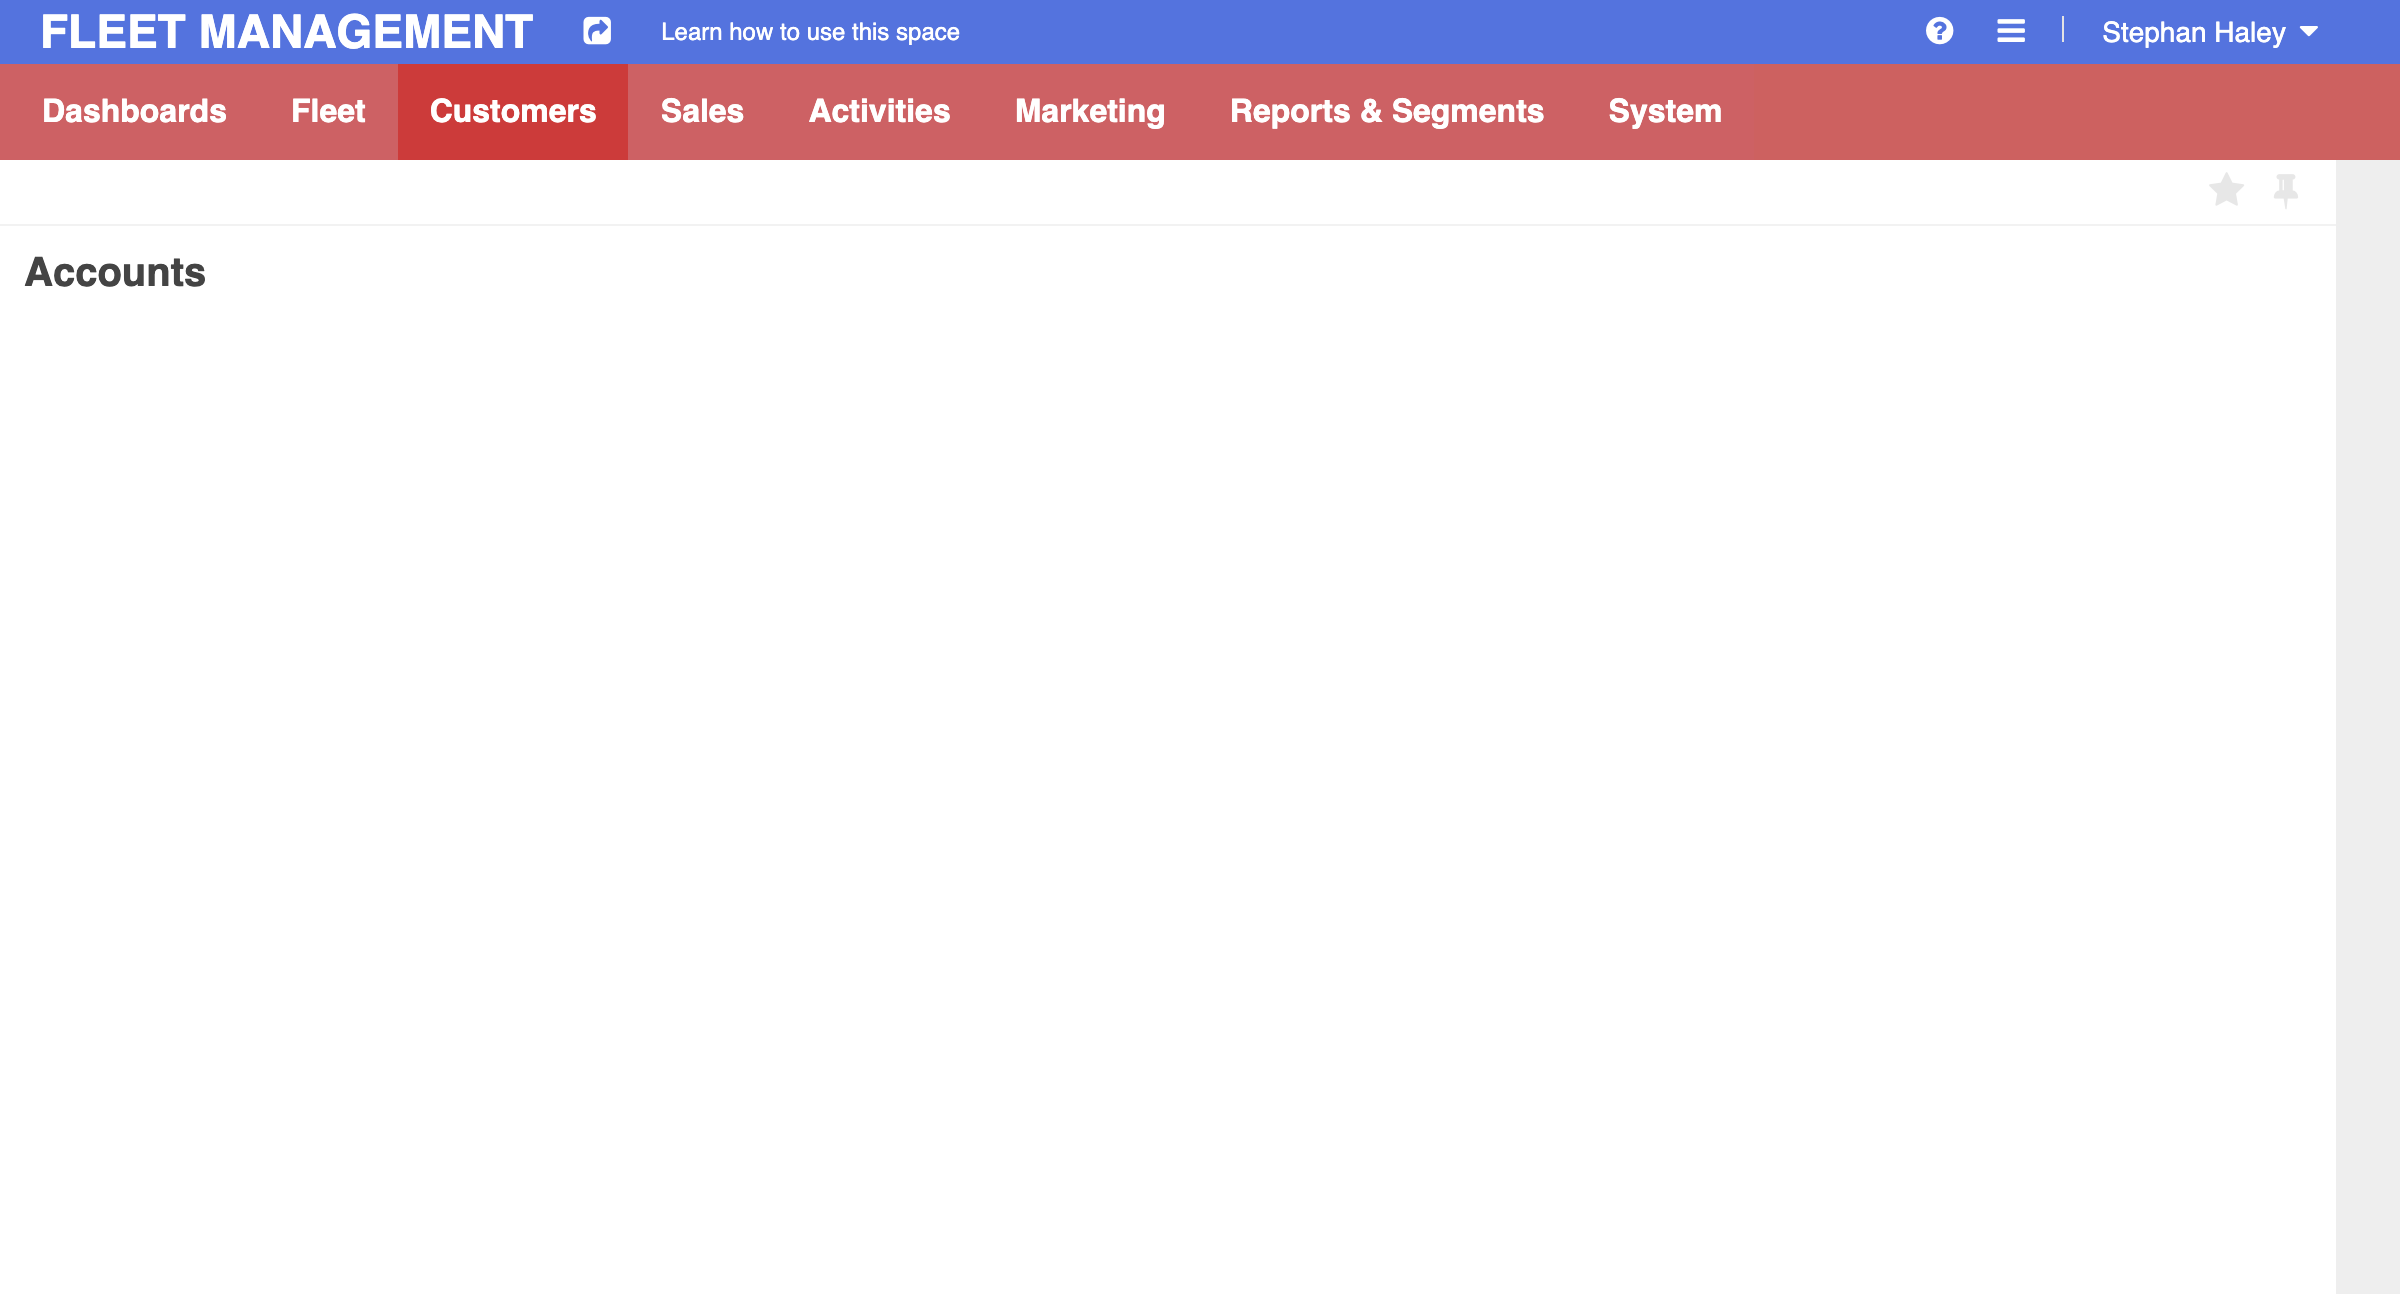 FLEET MANAGEMENT Learn how to use this space Stephan Haley
Dashboards Fleet Customers Sales Activities Marketing Reports & Segments System
Accounts